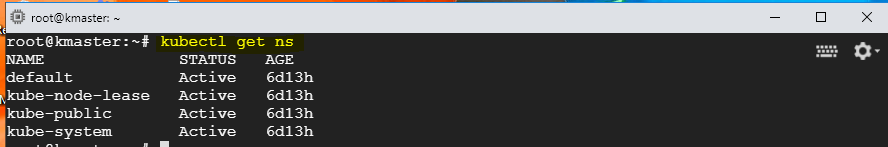 root@kmaster: ~
root@kmaster:~# kubectl get ns
NAME STATUS AGE
default Active 6d13h
kube-node-lease Active 6d13h
kube-public Active 6d13h
kube-system Active 6d13h
root@kmaster:~#